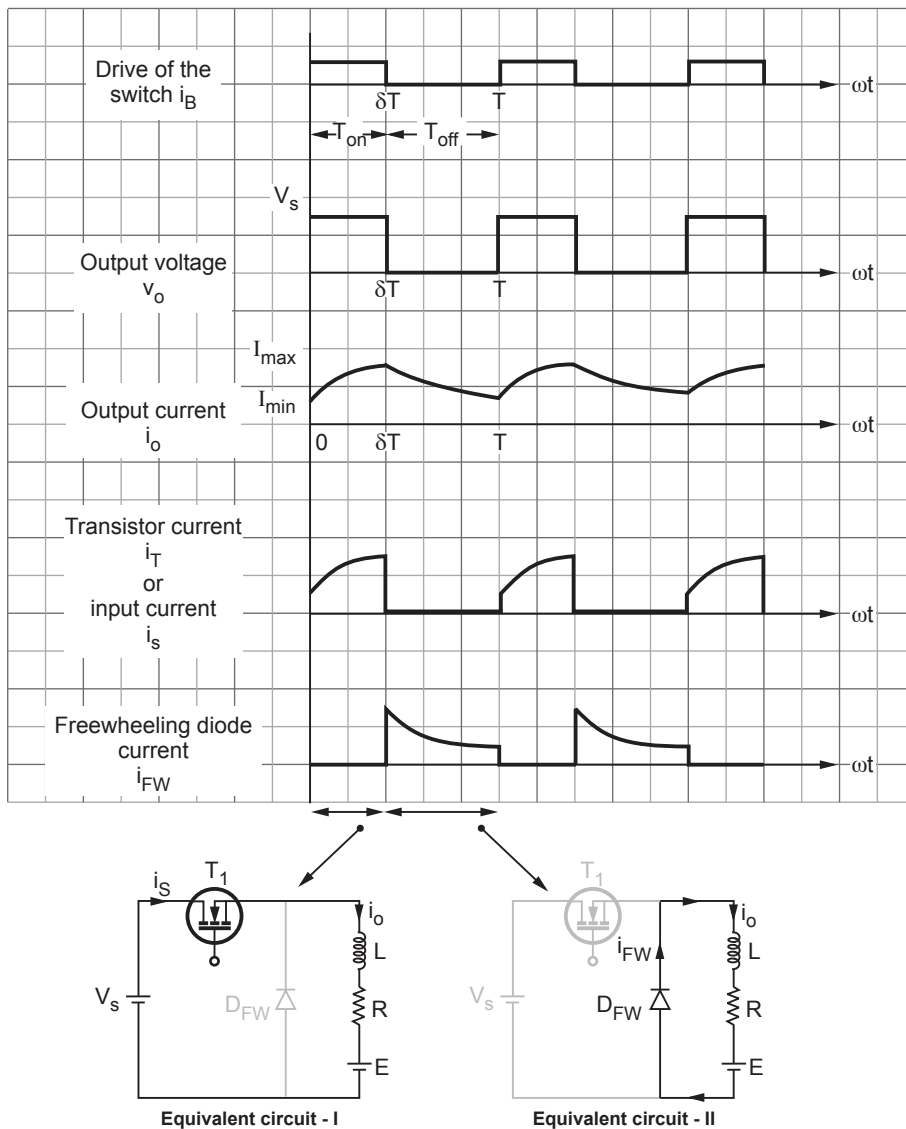 Drive of the
switch i_B
δT
T
ωt
T_on
T_off
V_s
Output voltage
v_o
δT
T
ωt
I_max
I_min
Output current
i_o
0
δT
T
ωt
Transistor current
i_T
or
input current
i_s
ωt
Freewheeling diode
current
i_FW
ωt
T_1
i_S
i_o
L
V_s
D_FW
R
E
Equivalent circuit - I
T_1
i_o
i_FW
L
V_s
D_FW
R
E
Equivalent circuit - II